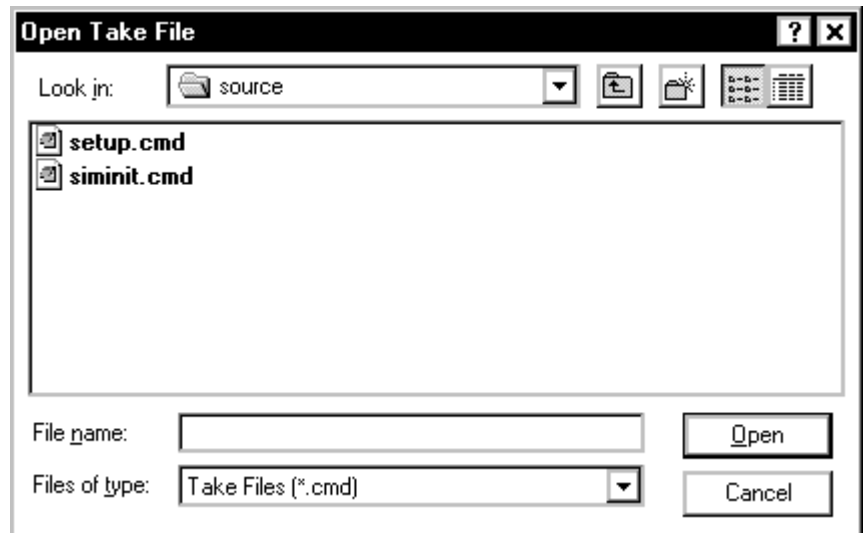 Open Take File
Look in: source
setup.cmd
siminit.cmd
File name: Open
Files of type: Take Files (*.cmd) Cancel